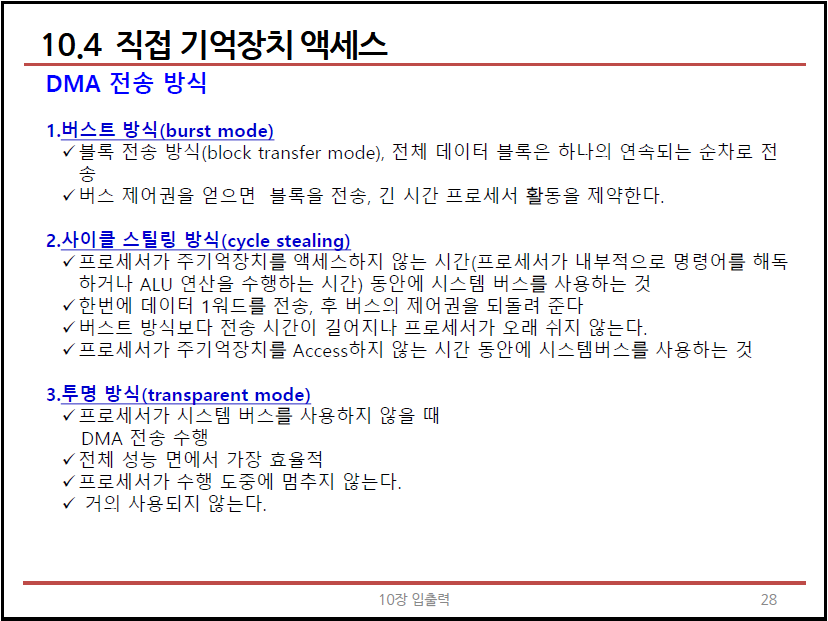 10.4 직접 기억장치 액세스
DMA 전송 방식
1.버스트 방식(burst mode)
✓블록 전송 방식(block transfer mode), 전체 데이터 블록은 하나의 연속되는 순차로 전
송
✓버스 제어권을 얻으면 블록을 전송, 긴 시간 프로세서 활동을 제약한다.
2.사이클 스틸링 방식(cycle stealing)
✓프로세서가 주기억장치를 액세스하지 않는 시간(프로세서가 내부적으로 명령어를 해독
하거나 ALU 연산을 수행하는 시간) 동안에 시스템 버스를 사용하는 것
✓한번에 데이터 1워드를 전송, 후 버스의 제어권을 되돌려 준다
✓버스트 방식보다 전송 시간이 길어지나 프로세서가 오래 쉬지 않는다.
✓프로세서가 주기억장치를 Access하지 않는 시간 동안에 시스템버스를 사용하는 것
3.투명 방식(transparent mode)
✓프로세서가 시스템 버스를 사용하지 않을 때
DMA 전송 수행
✓전체 성능 면에서 가장 효율적
✓프로세서가 수행 도중에 멈추지 않는다.
✓ 거의 사용되지 않는다.
10장 입출력
28